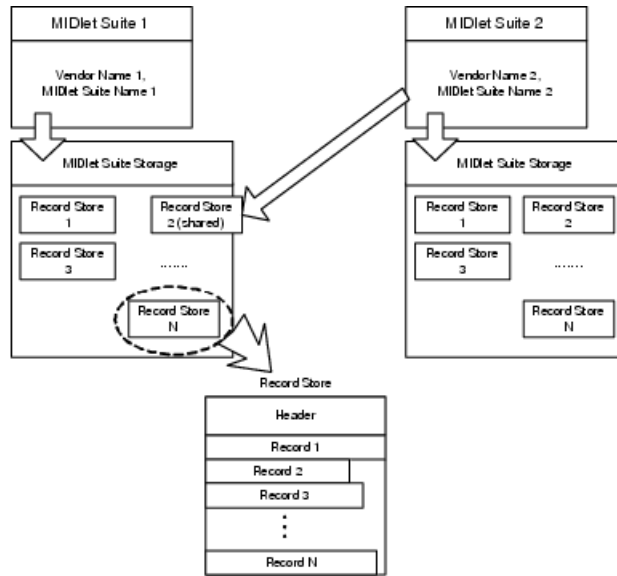 MIDlet Suite 1
Vendor Name 1,
MIDlet Suite Name 1
MIDlet Suite 2
Vendor Name 2,
MIDlet Suite Name 2
MIDlet Suite Storage
Record Store
1
Record Store
2 (shared)
Record Store
3
.......
Record Store
N
MIDlet Suite Storage
Record Store
1
Record Store
2
Record Store
3
.......
Record Store
N
Record Store
Header
Record 1
Record 2
Record 3
Record N